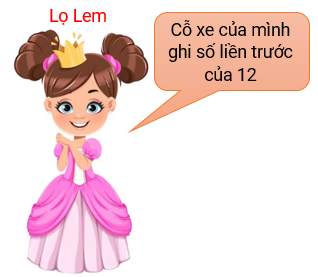 Lọ Lem
Cỗ xe của mình
ghi số liền trước
của 12